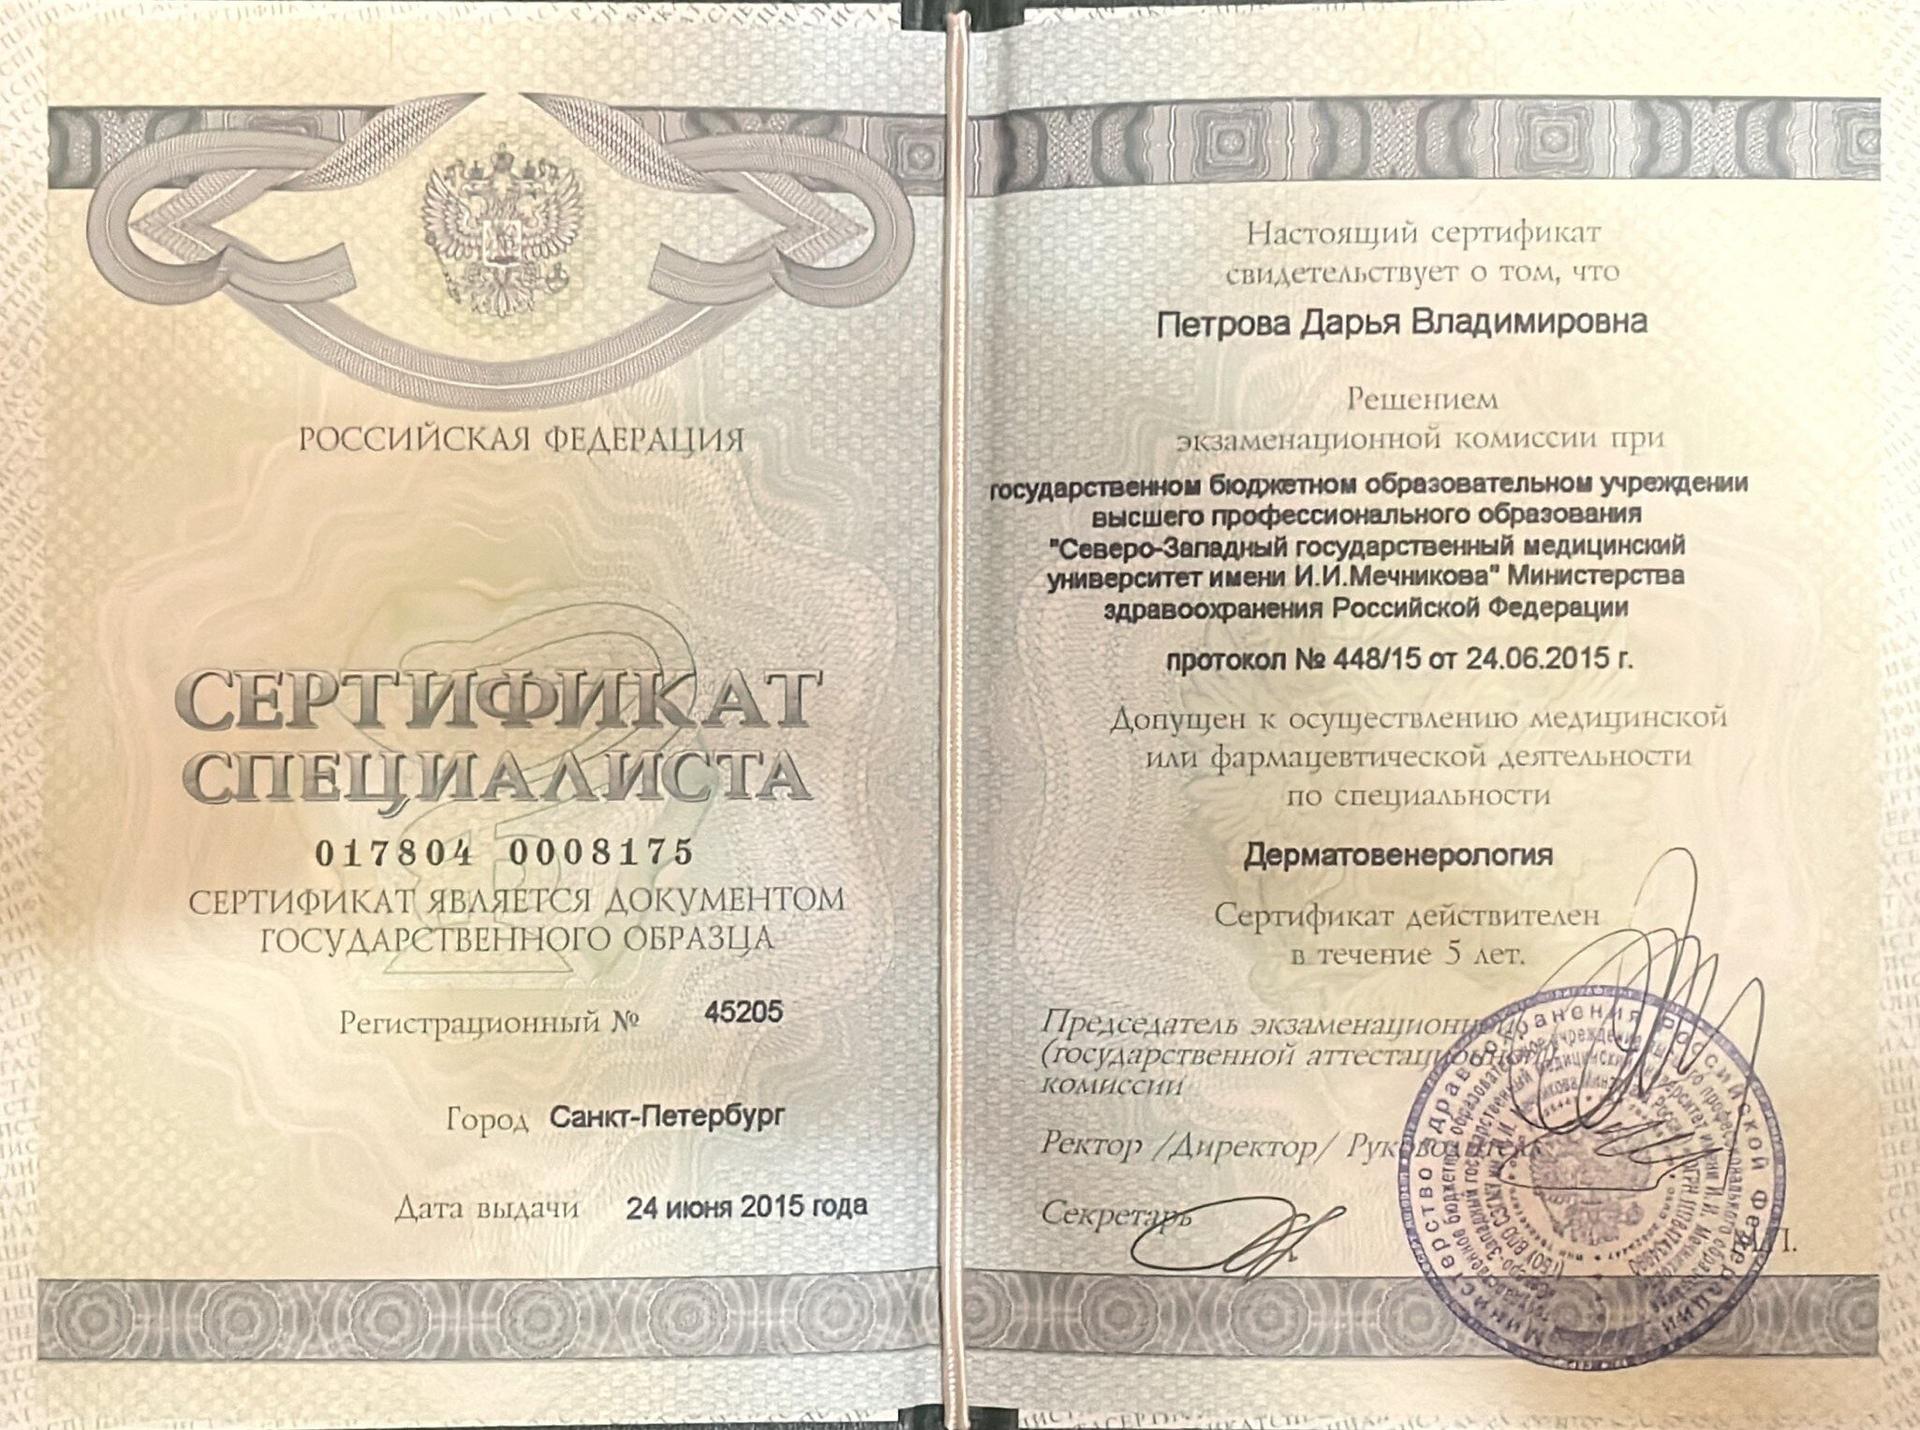 РОССИЙСКАЯ ФЕДЕРАЦИЯ
СЕРТИФИКАТ
СПЕЦИАЛИСТА
017804 0008175
СЕРТИФИКАТ ЯВЛЯЕТСЯ ДОКУМЕНТОМ
ГОСУДАРСТВЕННОГО ОБРАЗЦА
Регистрационный № 45205
Город Санкт-Петербург
Дата выдачи 24 июня 2015 года
Настоящий сертификат
свидетельствует о том, что
Петрова Дарья Владимировна
Решением
экзаменационной комиссии при
государственном бюджетном образовательном учреждении
высшего профессионального образования
"Северо-Западный государственный медицинский
университет имени И.И.Мечникова" Министерства
здравоохранения Российской Федерации
протокол № 448/15 от 24.06.2015 г.
Допущен к осуществлению медицинской
или фармацевтической деятельности
по специальности
Дерматовенерология
Сертификат действителен
в течение 5 лет.
Председатель экзаменационной
(государственной аттестационной)
комиссии
Ректор /Директор/ Руководитель
Секретарь
М.П.
Министерство здравоохранения Российской Федерации